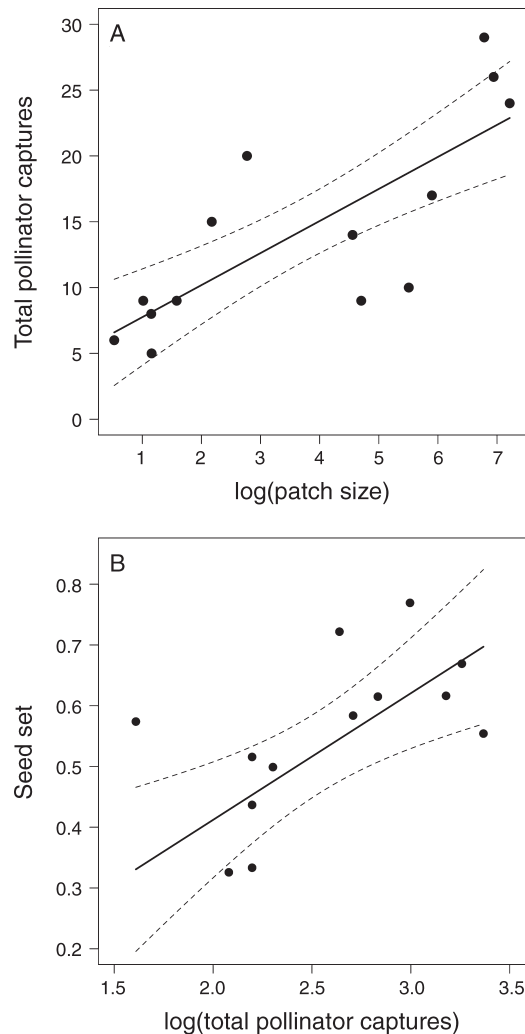 A
Total pollinator captures
30
25
20
15
10
5
0
1 2 3 4 5 6 7
log(patch size)
B
Seed set
0.8
0.7
0.6
0.5
0.4
0.3
0.2
1.5 2.0 2.5 3.0 3.5
log(total pollinator captures)